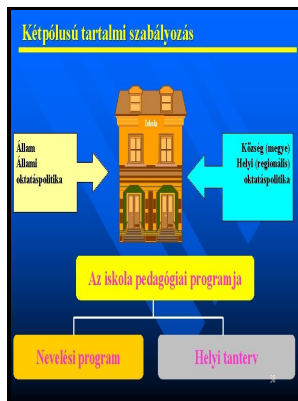 Kétpólusú tartalmi szabályozás
Iskola
Állam
Állami
oktatáspolitika
Község (megye)
Helyi (regionális)
oktatáspolitika
Az iskola pedagógiai programja
Nevelési program
Helyi tanterv